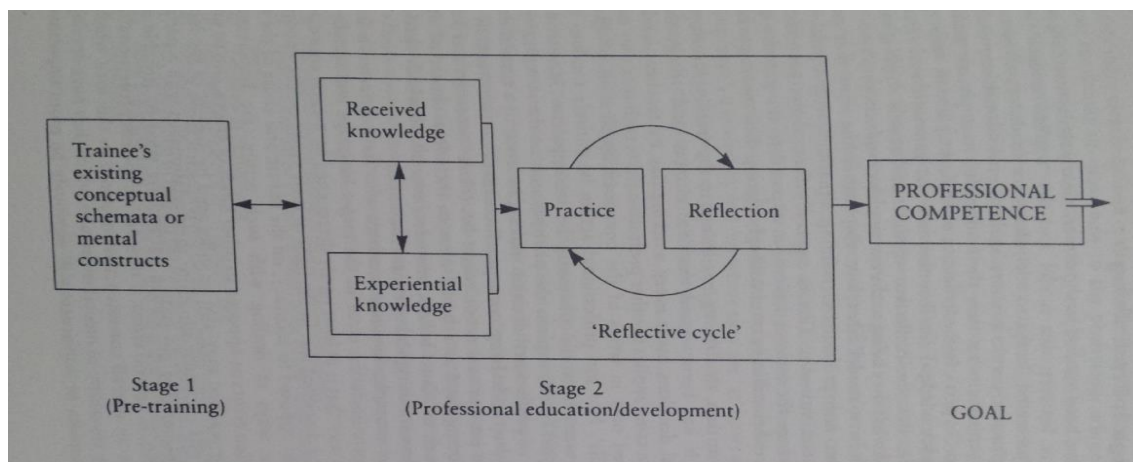 Trainee's
existing
conceptual
schemata or
mental
constructs
Received
knowledge
Experiential
knowledge
Practice
Reflection
'Reflective cycle'
PROFESSIONAL
COMPETENCE
Stage 1
(Pre-training)
Stage 2
(Professional education/development)
GOAL